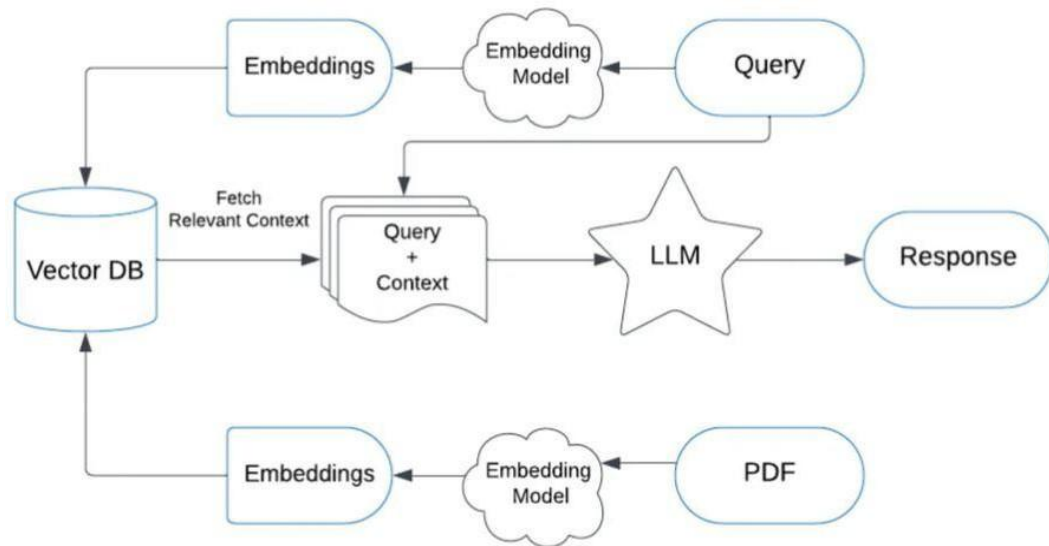 Embeddings
Embedding
Model
Query
Fetch
Relevant Context
Vector DB
Query
+
Context
LLM
Response
Embeddings
Embedding
Model
PDF